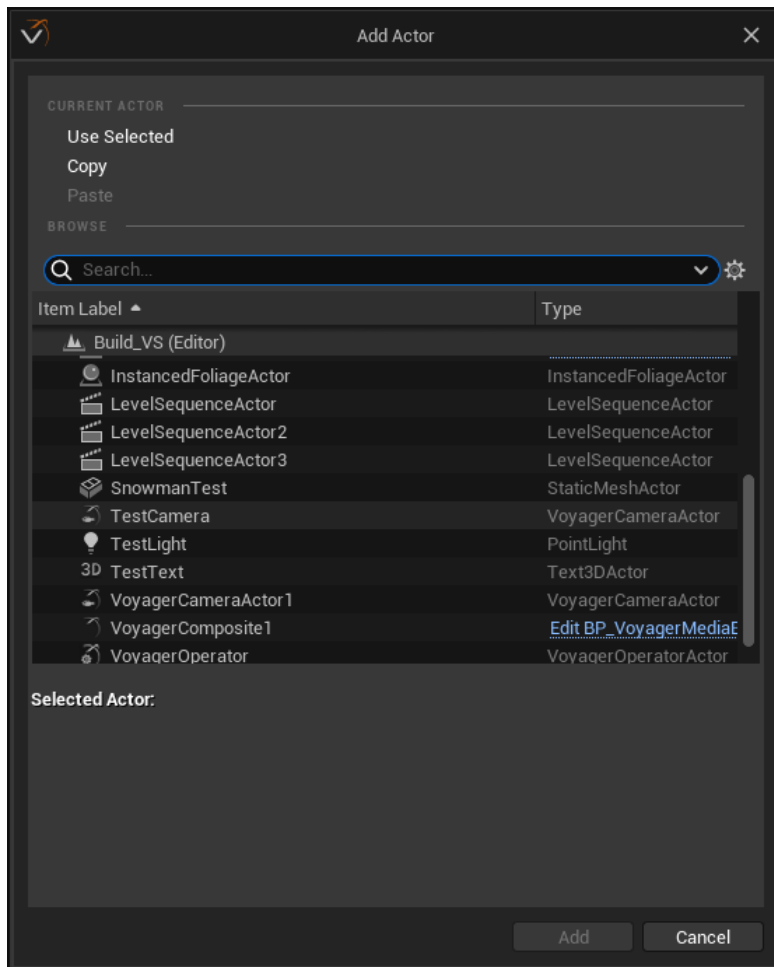 Add Actor
CURRENT ACTOR
Use Selected
Copy
Paste
BROWSE
Search...
Item Label Type
Build_VS (Editor)
InstancedFoliageActor InstancedFoliageActor
LevelSequenceActor LevelSequenceActor
LevelSequenceActor2 LevelSequenceActor
LevelSequenceActor3 LevelSequenceActor
SnowmanTest StaticMeshActor
TestCamera VoyagerCameraActor
TestLight PointLight
3D TestText Text3DActor
VoyagerCameraActor1 VoyagerCameraActor
VoyagerComposite1 Edit BP_VoyagerMediaE
VoyagerOperator VoyagerOperatorActor
Selected Actor:
Add Cancel